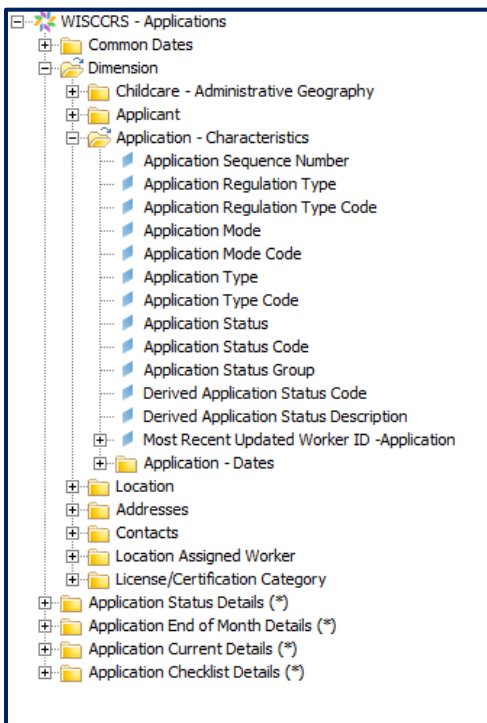 WISCCRS - Applications
Common Dates
Dimension
Childcare - Administrative Geography
Applicant
Application - Characteristics
Application Sequence Number
Application Regulation Type
Application Regulation Type Code
Application Mode
Application Mode Code
Application Type
Application Type Code
Application Status
Application Status Code
Application Status Group
Derived Application Status Code
Derived Application Status Description
Most Recent Updated Worker ID -Application
Application - Dates
Location
Addresses
Contacts
Location Assigned Worker
License/Certification Category
Application Status Details (*)
Application End of Month Details (*)
Application Current Details (*)
Application Checklist Details (*)